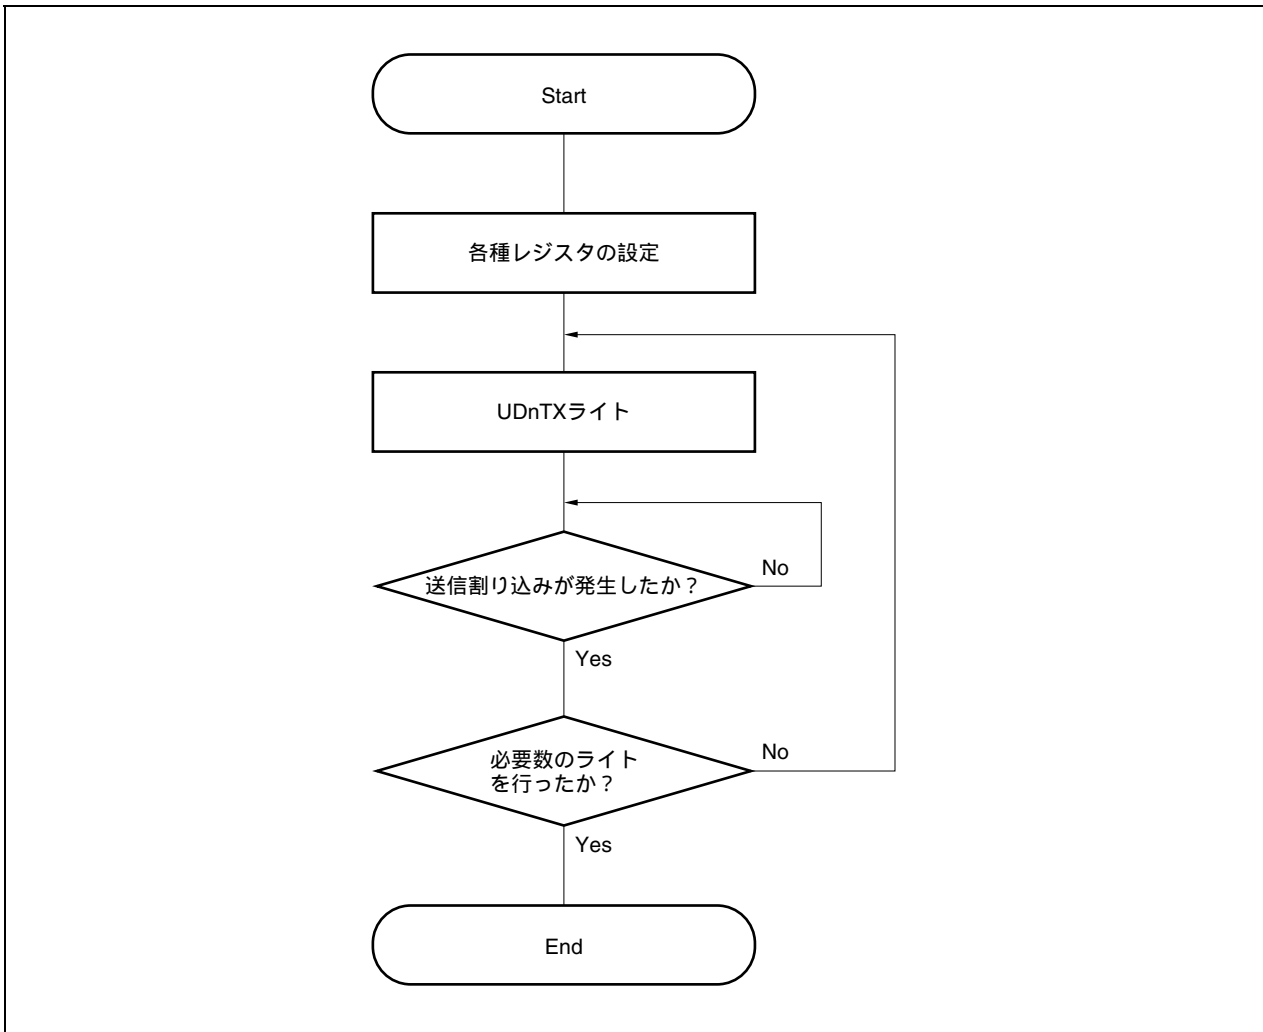 Start
各種レジスタの設定
UDnTXライト
送信割り込みが発生したか？
No
Yes
必要数のライト
を行ったか？
No
Yes
End